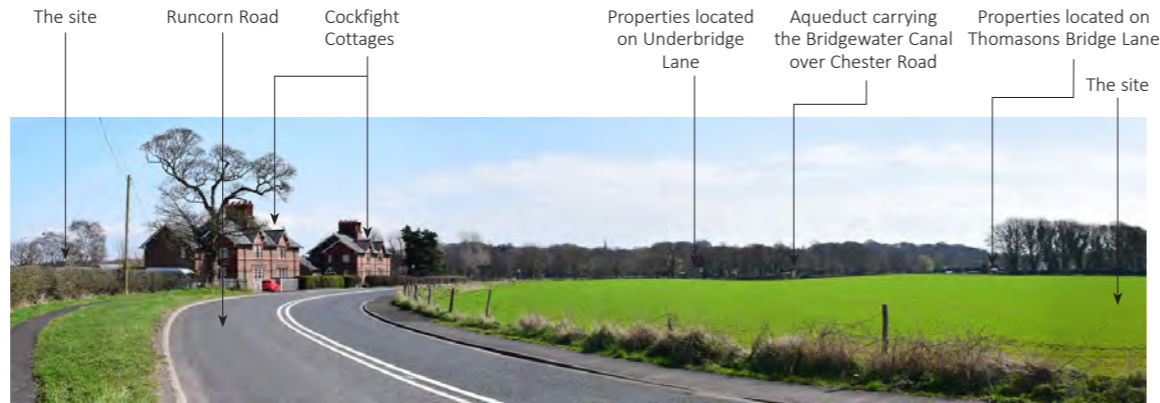 The site
Runcorn Road
Cockfight
Cottages
Properties located
on Underbridge
Lane
Aqueduct carrying
the Bridgewater Canal
over Chester Road
Properties located on
Thomasons Bridge Lane
The site